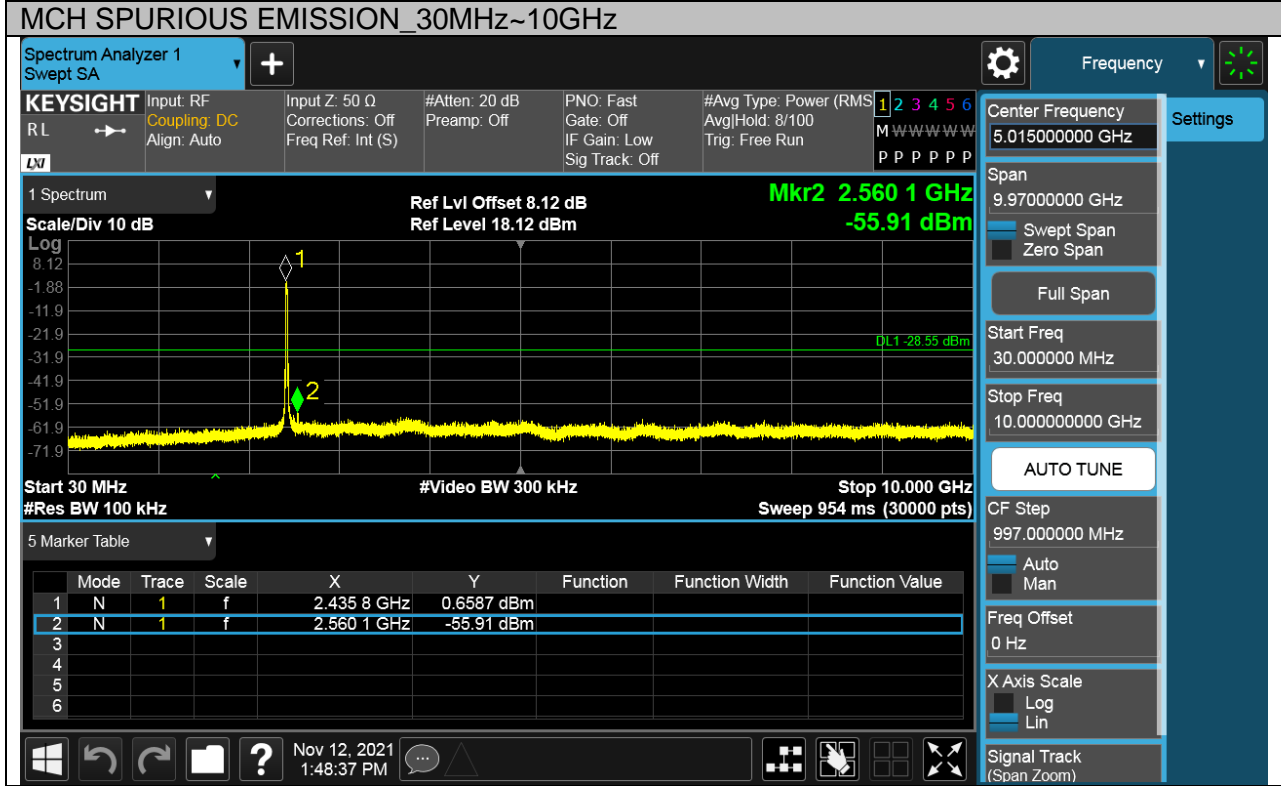 MCH SPURIOUS EMISSION_30MHz~10GHz
Spectrum Analyzer 1
Swept SA
+
Frequency
KEYSIGHT
RL
LXI
Input: RF
Coupling: DC
Align: Auto
Input Z: 50 Ω
Corrections: Off
Freq Ref: Int (S)
#Atten: 20 dB
Preamp: Off
PNO: Fast
Gate: Off
IF Gain: Low
Sig Track: Off
#Avg Type: Power (RMS
Avg|Hold: 8/100
Trig: Free Run
1 2 3 4 5 6
M W W W W W
P P P P P P
1 Spectrum
Scale/Div 10 dB
Ref Lvl Offset 8.12 dB
Ref Level 18.12 dBm
Mkr2 2.560 1 GHz
-55.91 dBm
Log
8.12
-1.88
-11.9
-21.9
-31.9
-41.9
-51.9
-61.9
-71.9
1
2
DL1 -28.55 dBm
Start 30 MHz
#Video BW 300 kHz
Stop 10.000 GHz
#Res BW 100 kHz
Sweep 954 ms (30000 pts)
5 Marker Table
Mode Trace Scale X Y Function Function Width Function Value
1 N 1 f 2.435 8 GHz 0.6587 dBm
2 N 1 f 2.560 1 GHz -55.91 dBm
3
4
5
6
?
Nov 12, 2021
1:48:37 PM
Center Frequency
5.015000000 GHz
Settings
Span
9.97000000 GHz
Swept Span
Zero Span
Full Span
Start Freq
30.000000 MHz
Stop Freq
10.000000000 GHz
AUTO TUNE
CF Step
997.000000 MHz
Auto
Man
Freq Offset
0 Hz
X Axis Scale
Log
Lin
Signal Track
(Span Zoom)